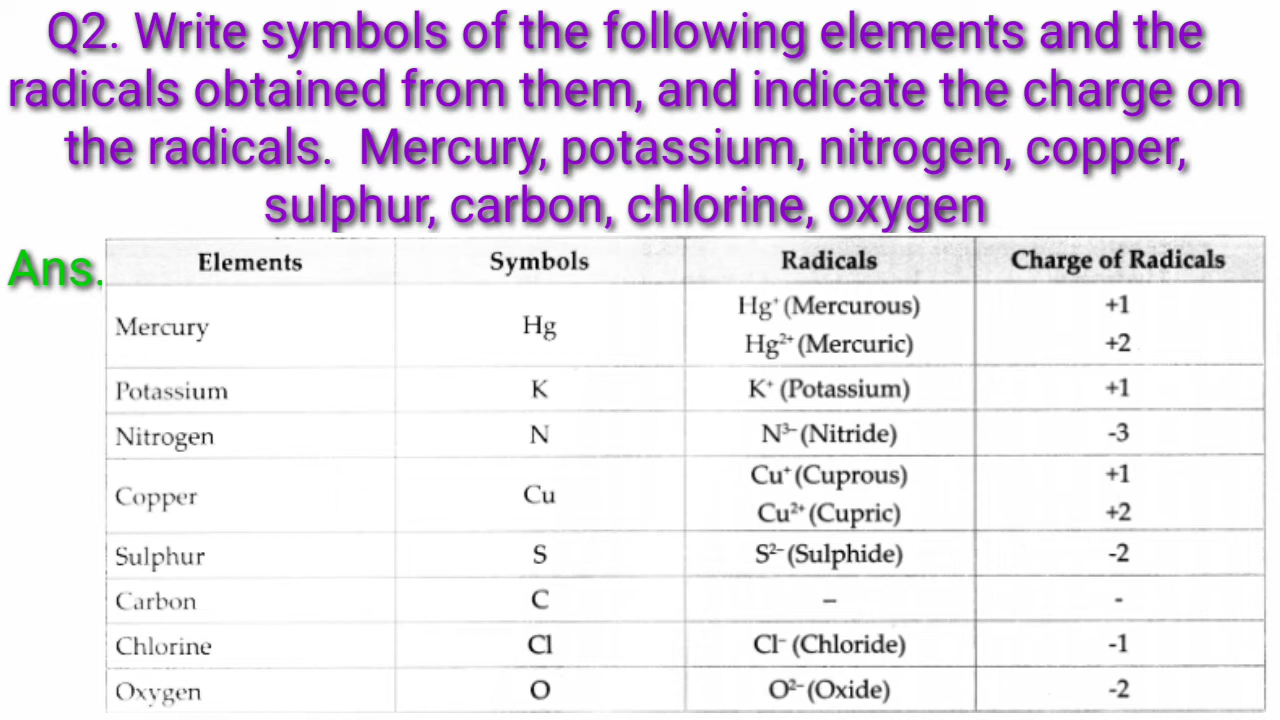 Q2. Write symbols of the following elements and the
radicals obtained from them, and indicate the charge on
the radicals. Mercury, potassium, nitrogen, copper,
sulphur, carbon, chlorine, oxygen
Ans.
Elements Symbols Radicals Charge of Radicals
Mercury Hg Hg⁺ (Mercurous) +1
Hg²⁺ (Mercuric) +2
Potassium K K⁺ (Potassium) +1
Nitrogen N N³⁻ (Nitride) -3
Copper Cu Cu⁺ (Cuprous) +1
Cu²⁺ (Cupric) +2
Sulphur S S²⁻ (Sulphide) -2
Carbon C – -
Chlorine Cl Cl⁻ (Chloride) -1
Oxygen O O²⁻ (Oxide) -2